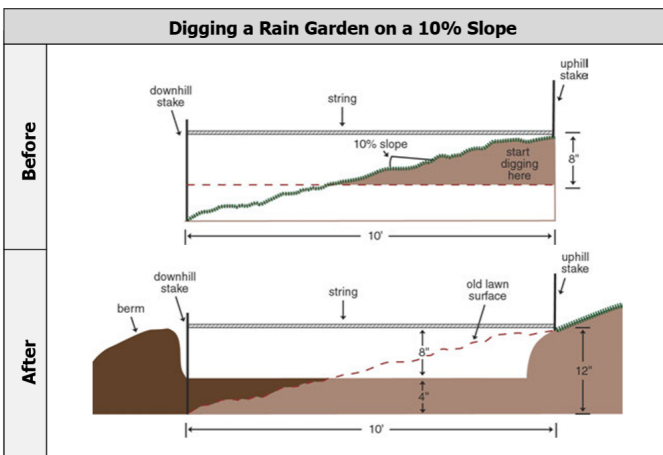 Digging a Rain Garden on a 10% Slope
Before
downhill
stake
string
uphill
stake
10% slope
start
digging
here
8"
10'
After
berm
downhill
stake
string
old lawn
surface
uphill
stake
8"
4"
12"
10'